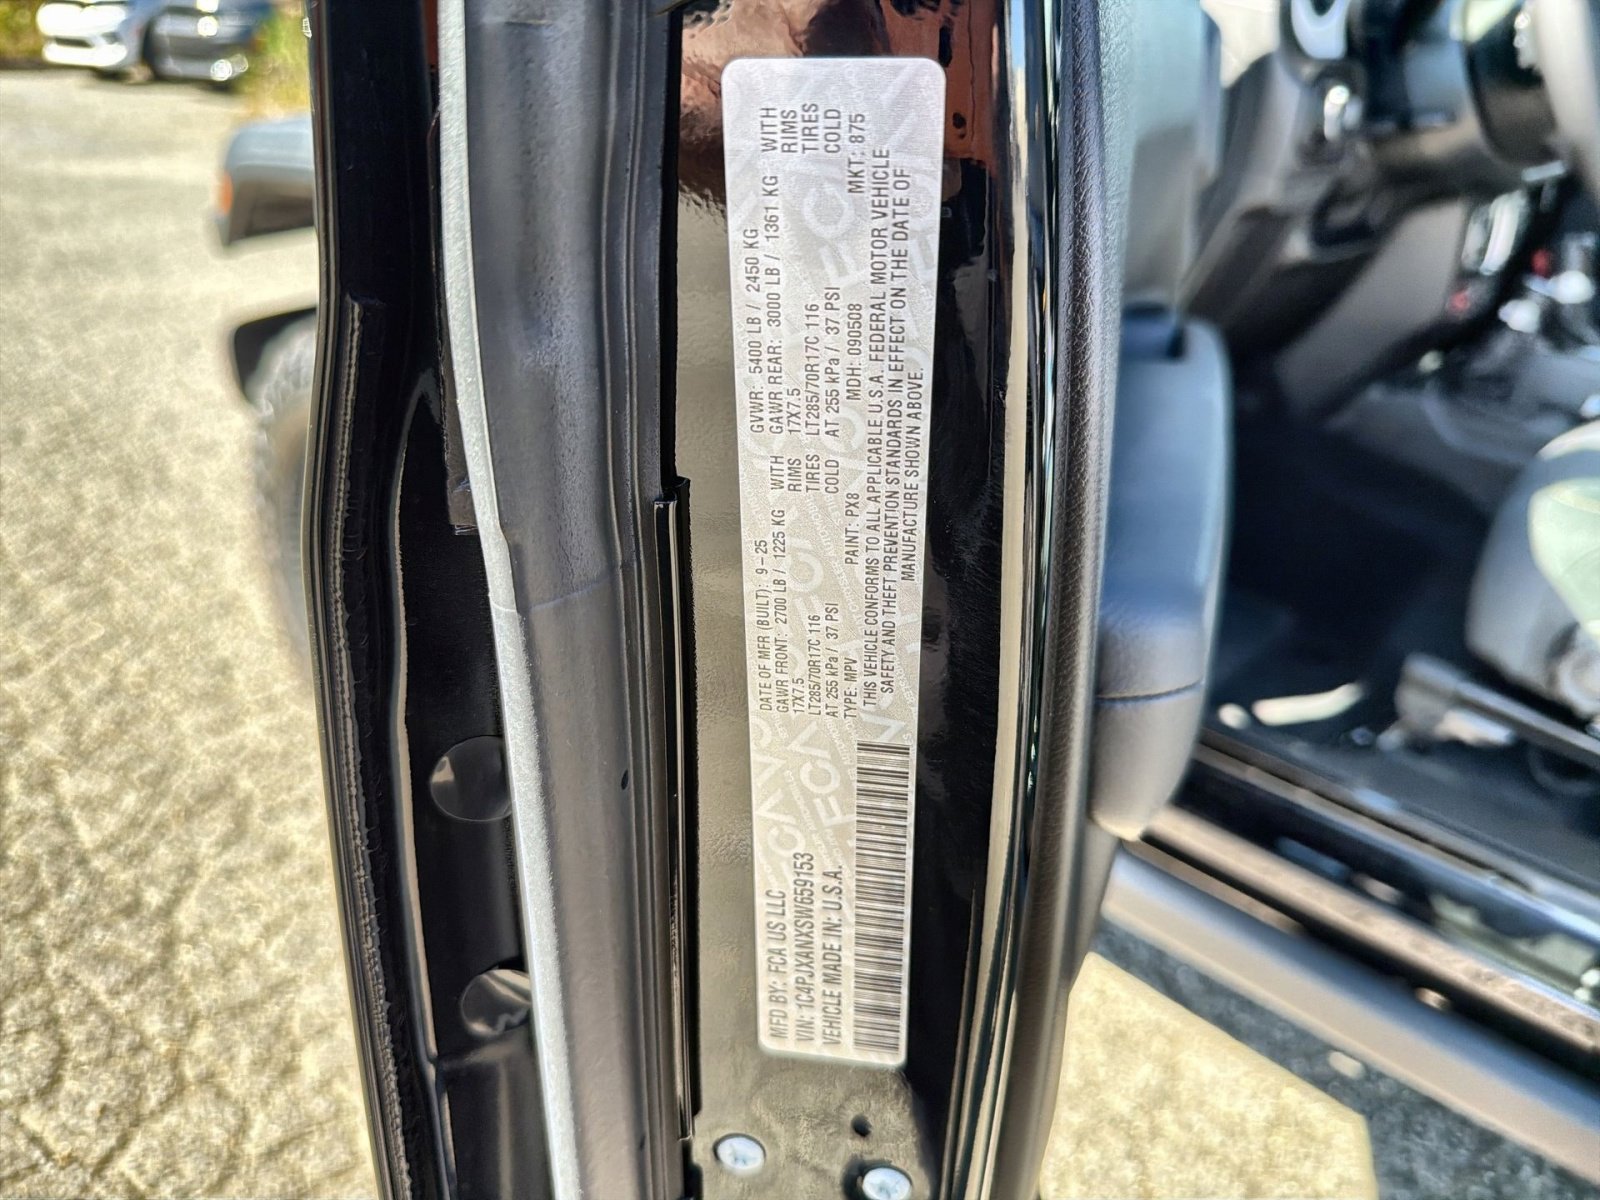 MFD BY: FCA US LLC
VIN: 1C4PJXANXSW659153
VEHICLE MADE IN: U.S.A.
DATE OF MFR (BUILT): 9-25 GVWR: 5400 LB / 2450 KG
GAWR FRONT: 2700 LB / 1225 KG WITH GAWR REAR: 3000 LB / 1361 KG WITH
17X7.5 RIMS 17X7.5 RIMS
LT285/70R17C 116 TIRES LT285/70R17C 116 TIRES
AT 255 kPa / 37 PSI COLD AT 255 kPa / 37 PSI COLD
TYPE: MPV PAINT: PX8 MDH: 090508 MKT: 875
THIS VEHICLE CONFORMS TO ALL APPLICABLE U.S.A. FEDERAL MOTOR VEHICLE
SAFETY AND THEFT PREVENTION STANDARDS IN EFFECT ON THE DATE OF
MANUFACTURE SHOWN ABOVE.